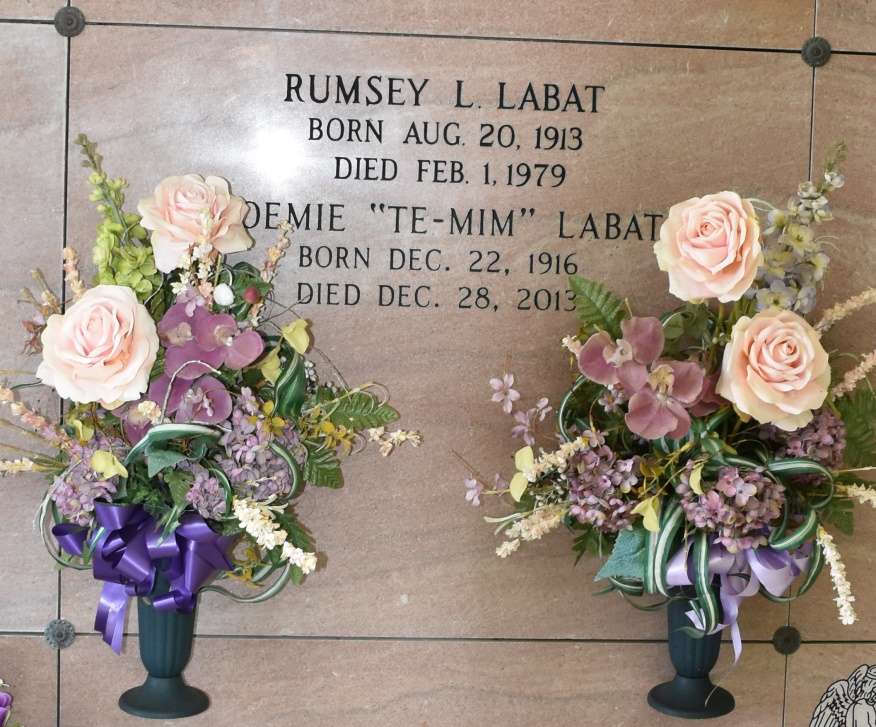 RUMSEY L. LABAT
BORN AUG. 20, 1913
DIED FEB. 1, 1979
"TE-MIM" LABAT
BORN DEC. 22, 1916
DIED DEC. 28, 2013